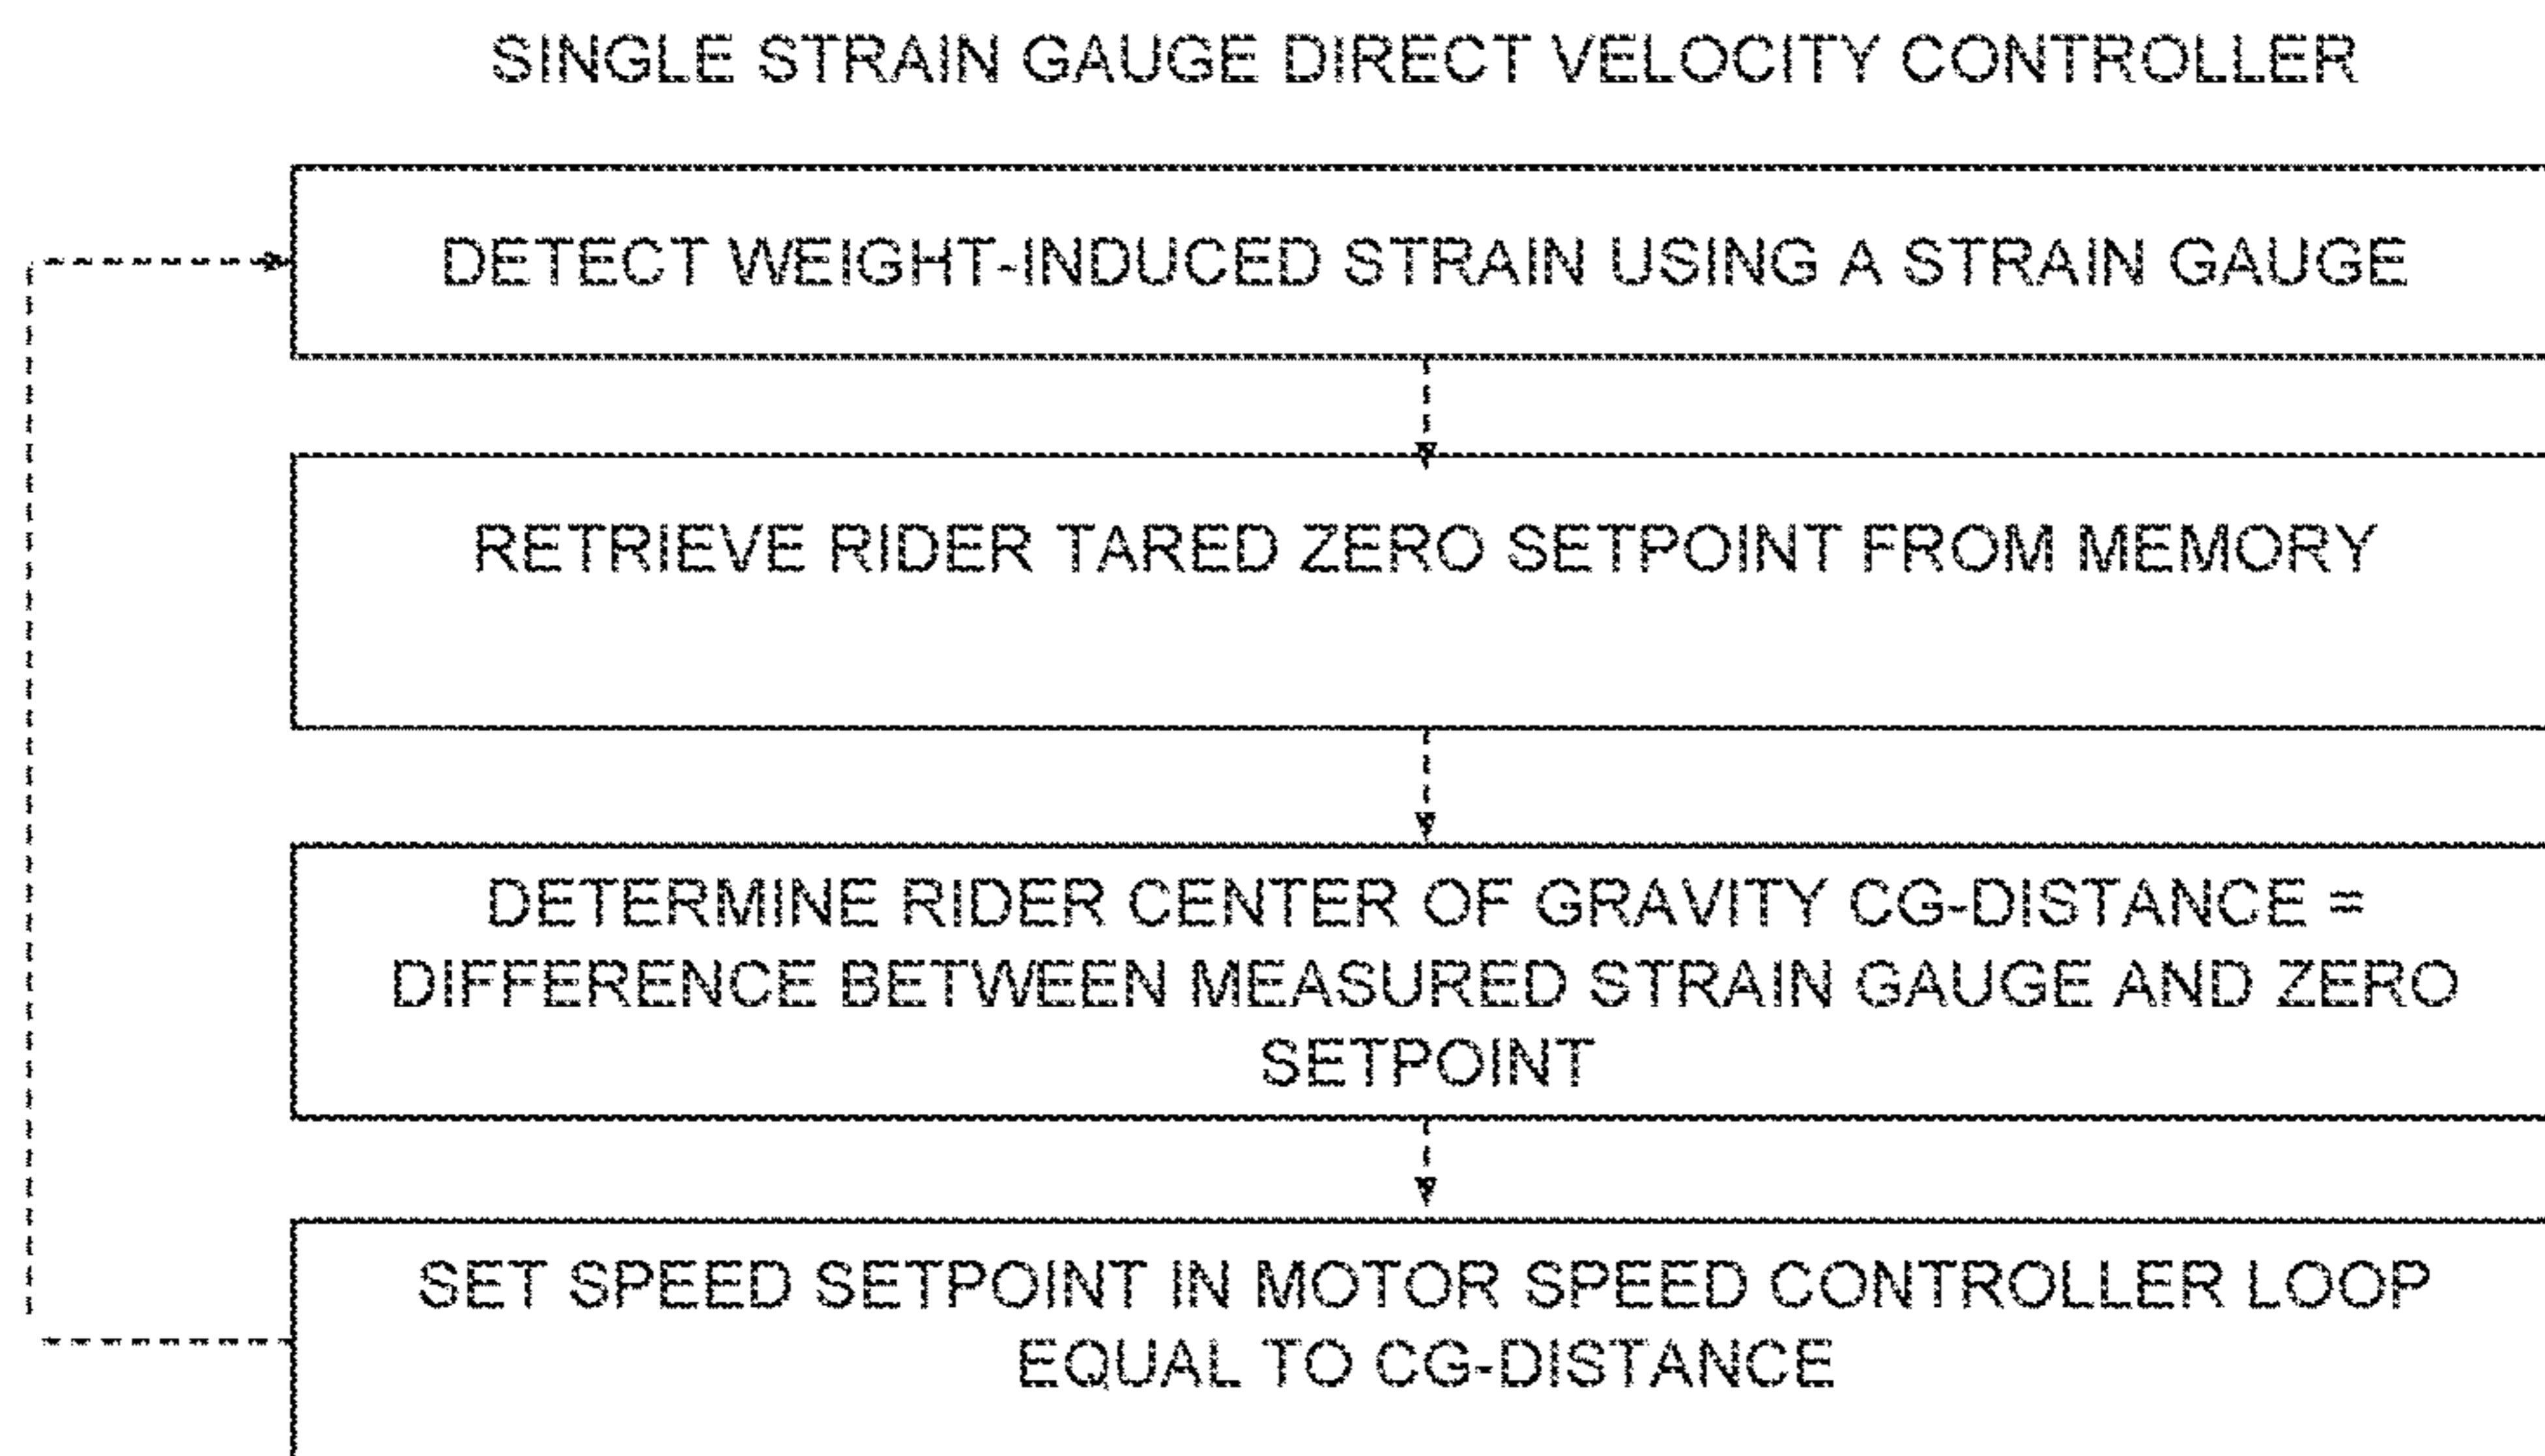 SINGLE STRAIN GAUGE DIRECT VELOCITY CONTROLLER
DETECT WEIGHT-INDUCED STRAIN USING A STRAIN GAUGE
RETRIEVE RIDER TARED ZERO SETPOINT FROM MEMORY
DETERMINE RIDER CENTER OF GRAVITY CG-DISTANCE =
DIFFERENCE BETWEEN MEASURED STRAIN GAUGE AND ZERO
SETPOINT
SET SPEED SETPOINT IN MOTOR SPEED CONTROLLER LOOP
EQUAL TO CG-DISTANCE